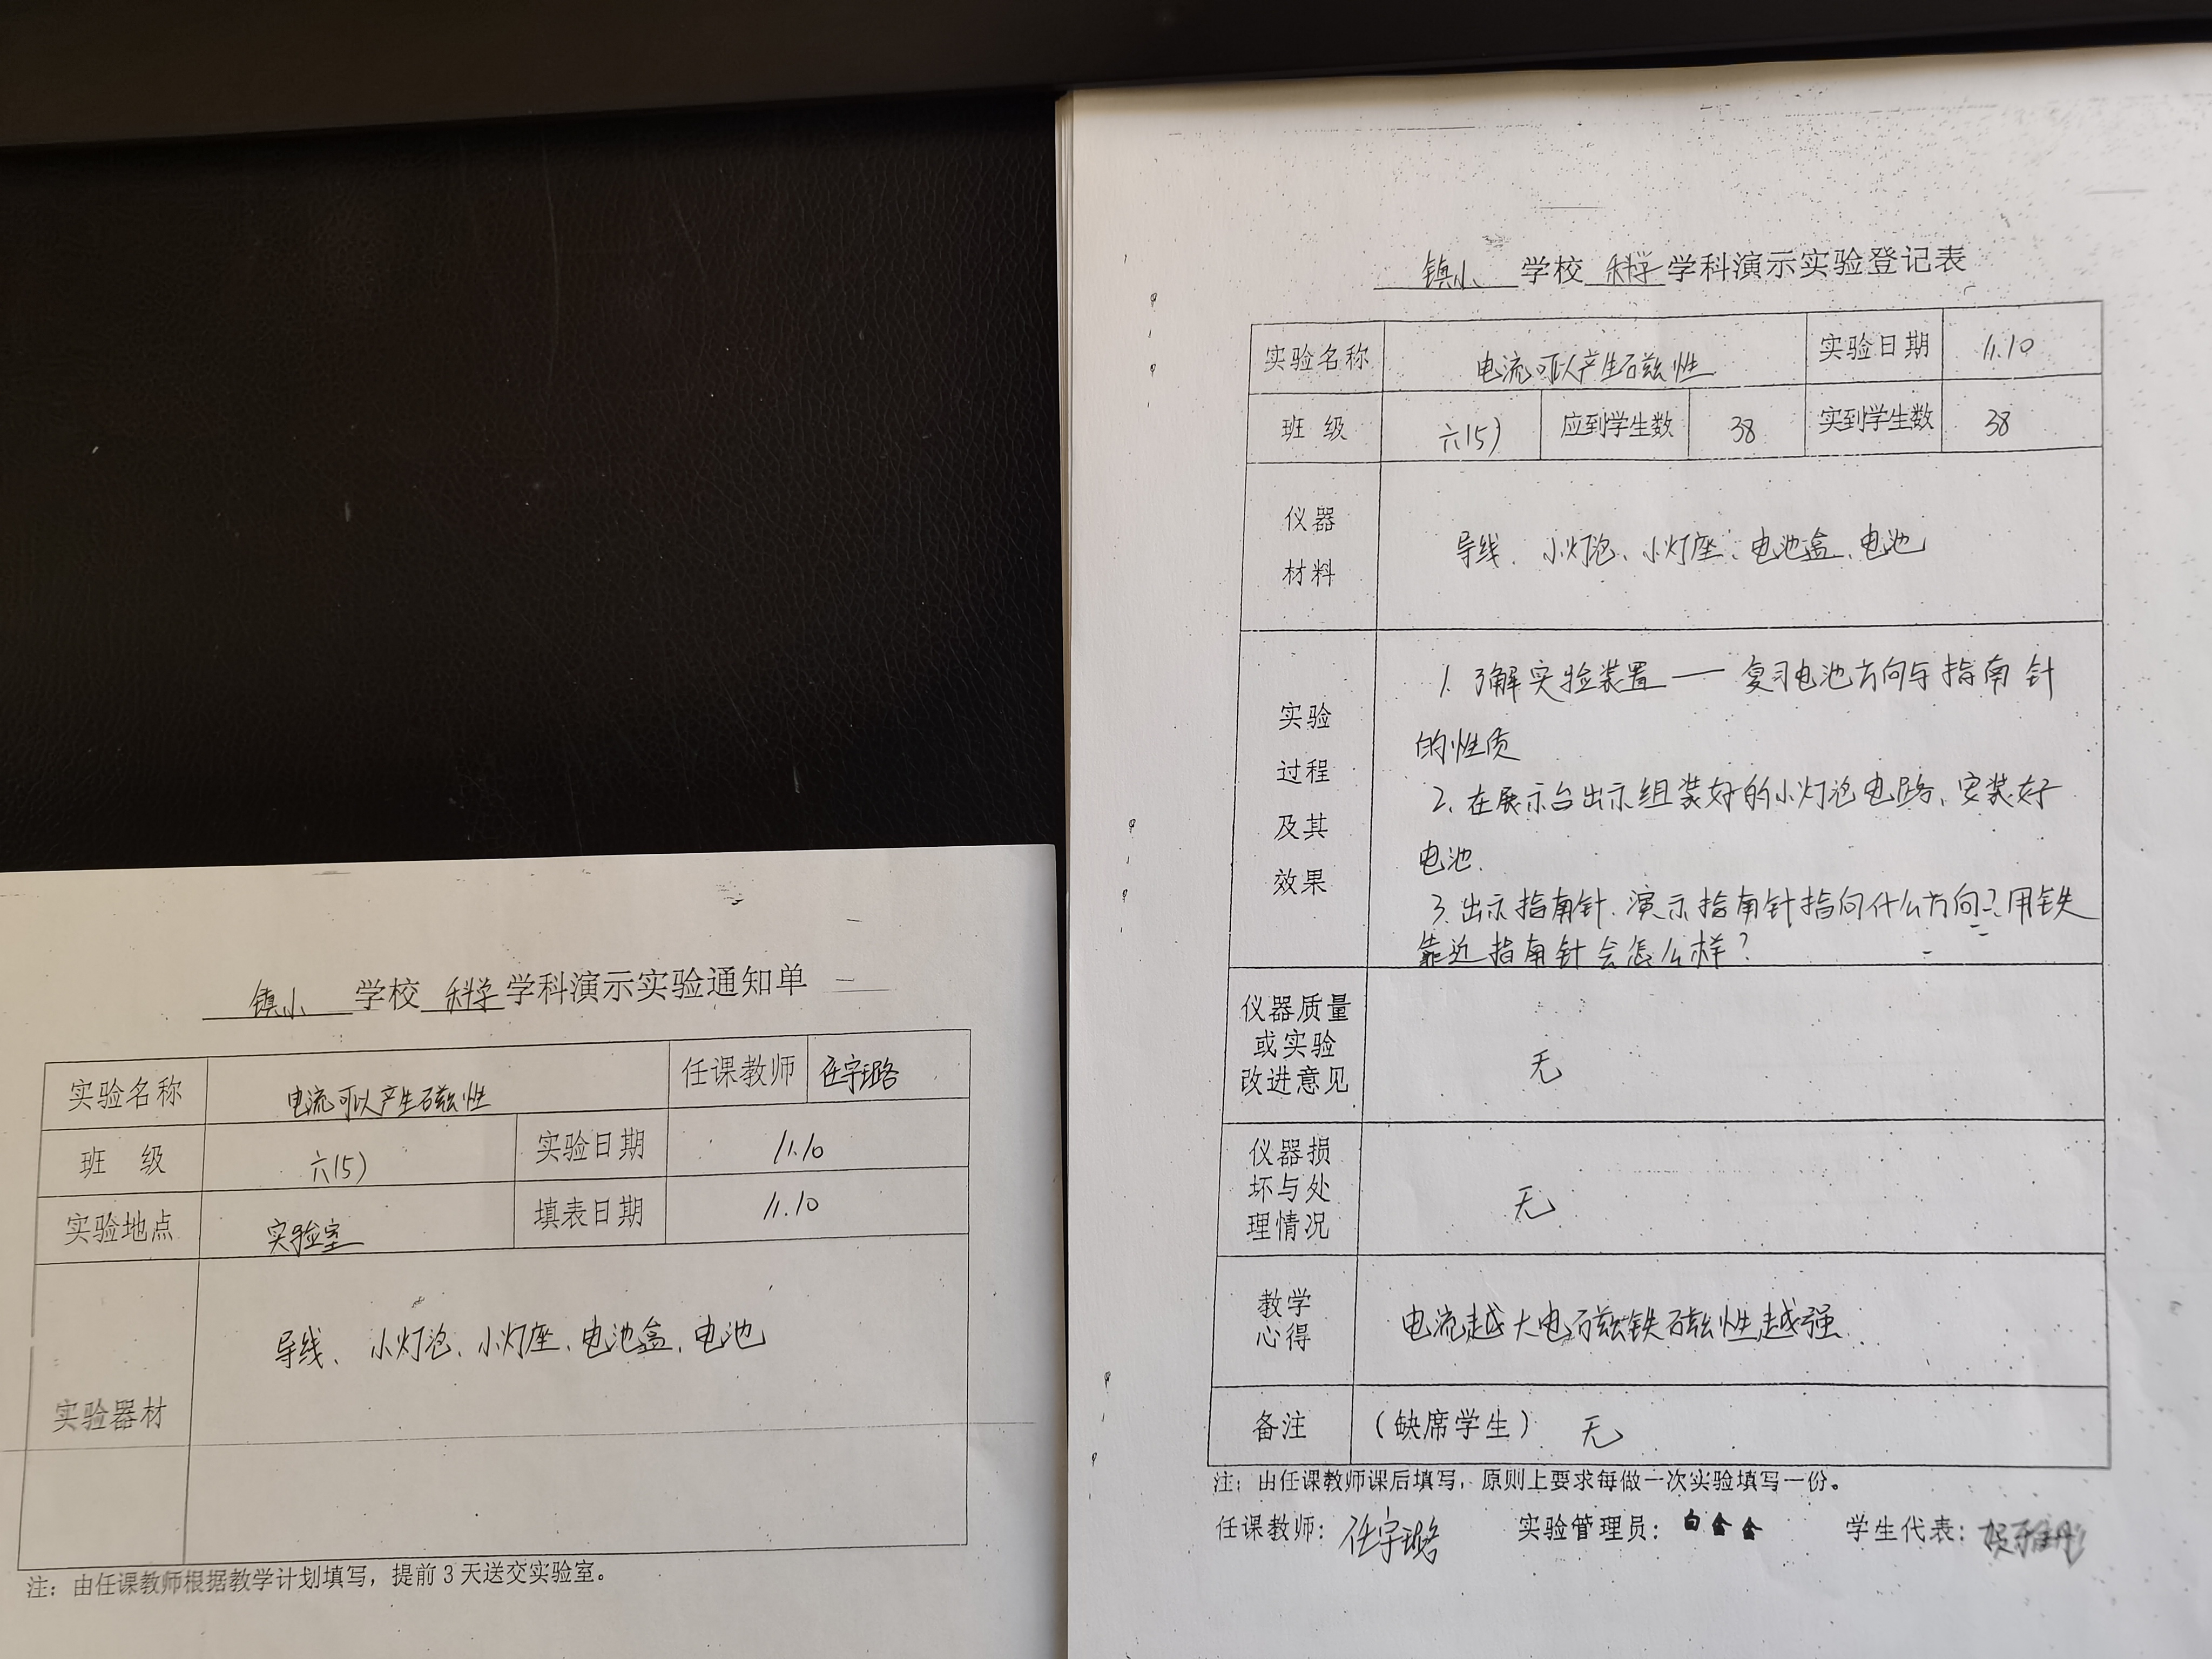 镇小 学校 科学 学科演示实验通知单
实验名称 电流可以产生磁性 任课教师 任宇璐
班 级 六(5) 实验日期 11.10
实验地点 实验室 填表日期 11.10
实验器材 导线、小灯泡、小灯座、电池盒、电池
注：由任课教师根据教学计划填写，提前3天送交实验室。
镇小 学校 科学 学科演示实验登记表
实验名称 电流可以产生磁性 实验日期 11.10
班 级 六(5) 应到学生数 38 实到学生数 38
仪器
材料
导线、小灯泡、小灯座、电池盒、电池
实验
过程
及其
效果
1. 了解实验装置——复习电池方向与指南针
的性质
2. 在展示台出示组装好的小灯泡电路、安装好
电池.
3. 出示指南针.演示指南针指向什么方向?用铁
靠近指南针会怎么样?
仪器质量
或实验
改进意见
无
仪器损
坏与处
理情况
无
教学
心得
电流越大电磁铁磁性越强.
备注 (缺席学生) 无
注：由任课教师课后填写，原则上要求每做一次实验填写一份。
任课教师：任宇璐 实验管理员： 学生代表：